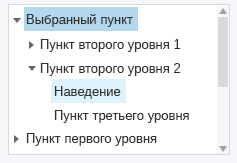 Выбранный пункт
Пункт второго уровня 1
Пункт второго уровня 2
Наведение
Пункт третьего уровня
Пункт первого уровня